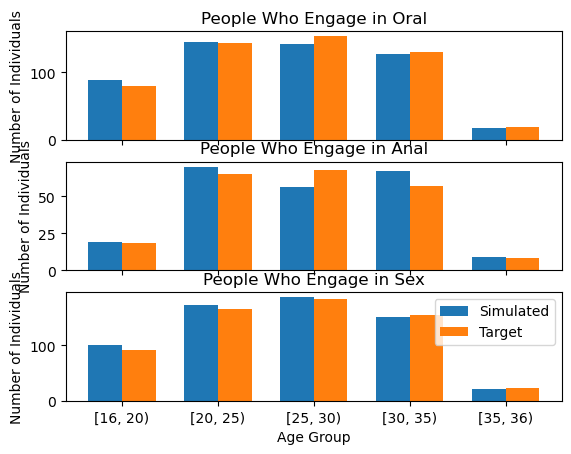 People Who Engage in Oral
Number of Individuals
100
0
People Who Engage in Anal
Number of Individuals
50
25
0
People Who Engage in Sex
Number of Individuals
100
0
Simulated
Target
[16, 20) [20, 25) [25, 30) [30, 35) [35, 36)
Age Group